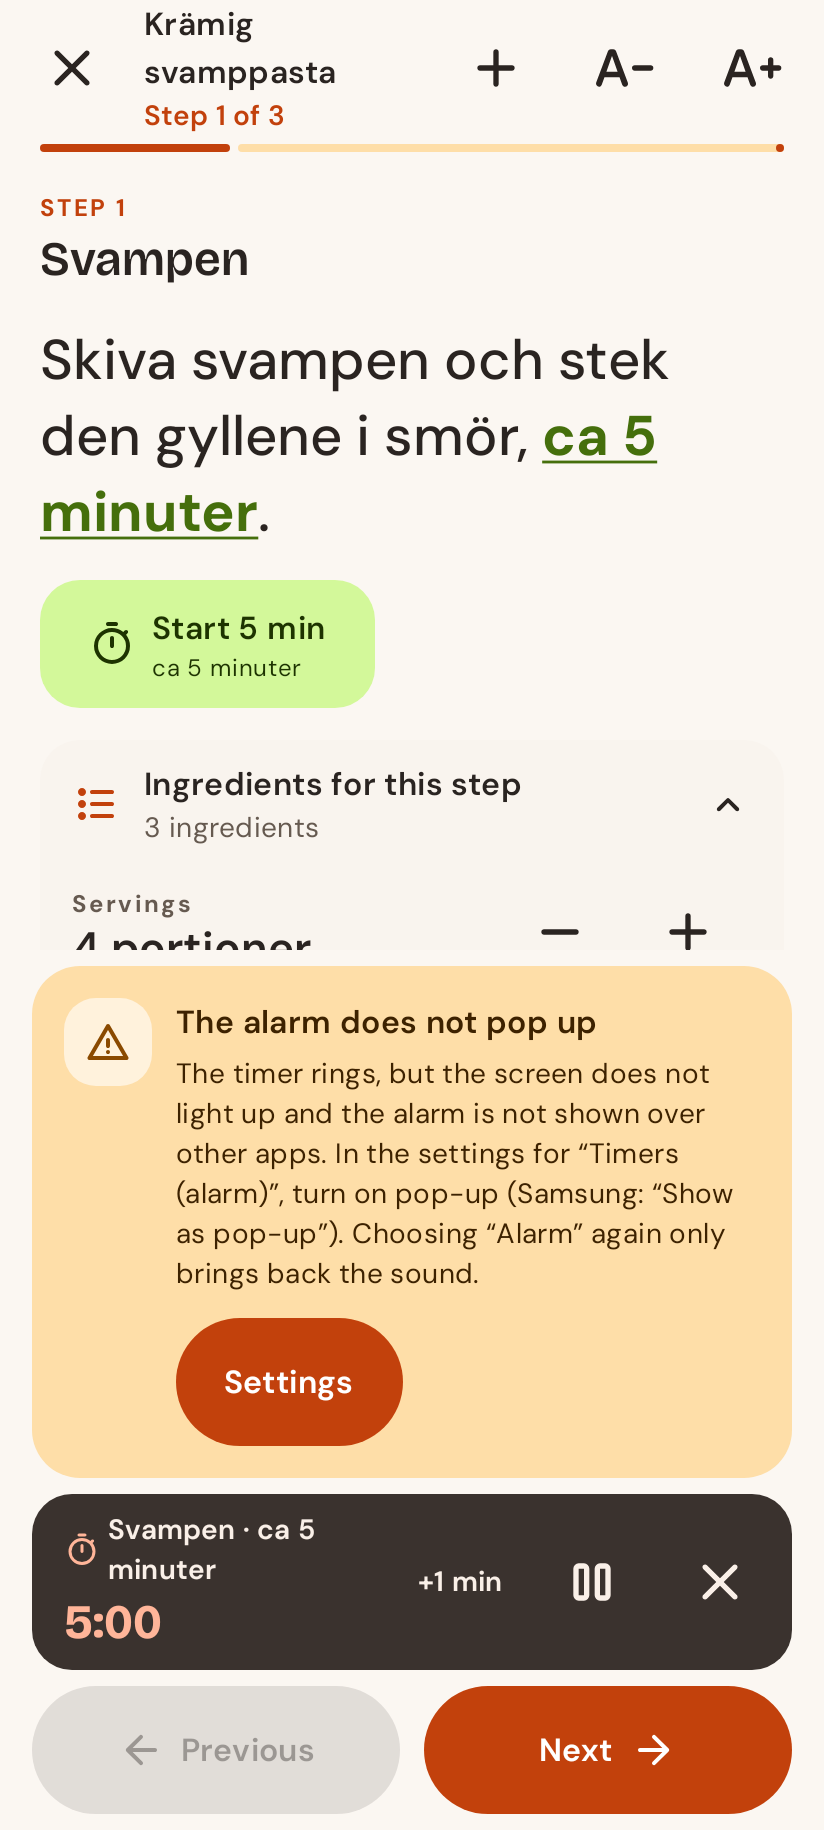 Krämig
svamppasta
Step 1 of 3
A−
A+
STEP 1
Svampen
Skiva svampen och stek
den gyllene i smör, ca 5
minuter.
Start 5 min
ca 5 minuter
Ingredients for this step
3 ingredients
Servings
4 portioner
The alarm does not pop up
The timer rings, but the screen does not
light up and the alarm is not shown over
other apps. In the settings for “Timers
(alarm)”, turn on pop-up (Samsung: “Show
as pop-up”). Choosing “Alarm” again only
brings back the sound.
Settings
Svampen · ca 5
minuter
5:00
+1 min
Previous
Next